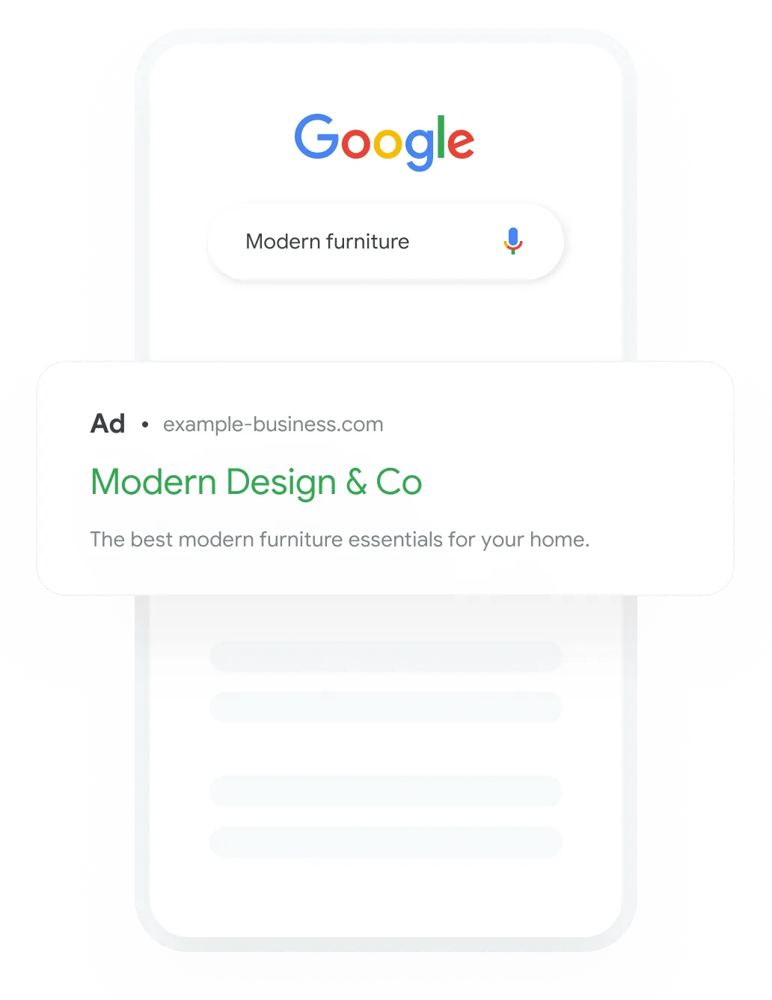 Google
Modern furniture
Ad • example-business.com
Modern Design & Co
The best modern furniture essentials for your home.